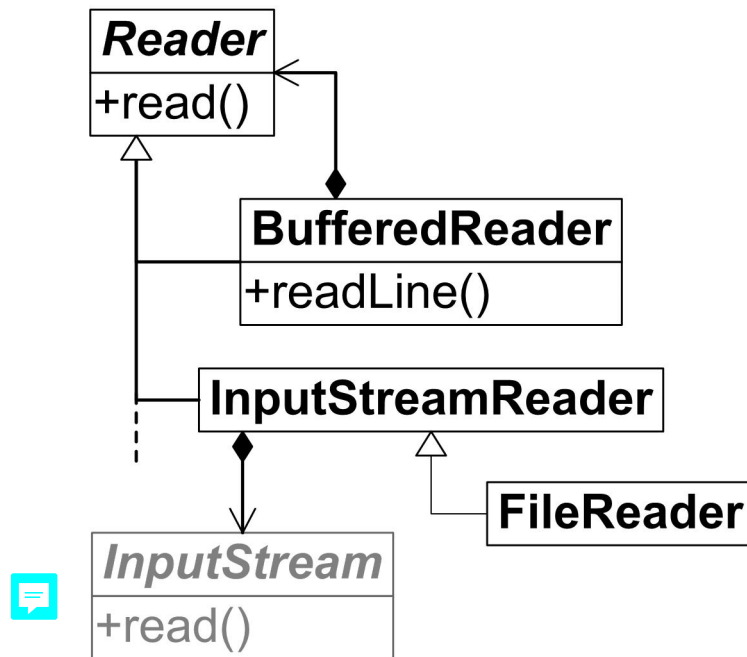 Reader
+read()
BufferedReader
+readLine()
InputStreamReader
FileReader
InputStream
+read()